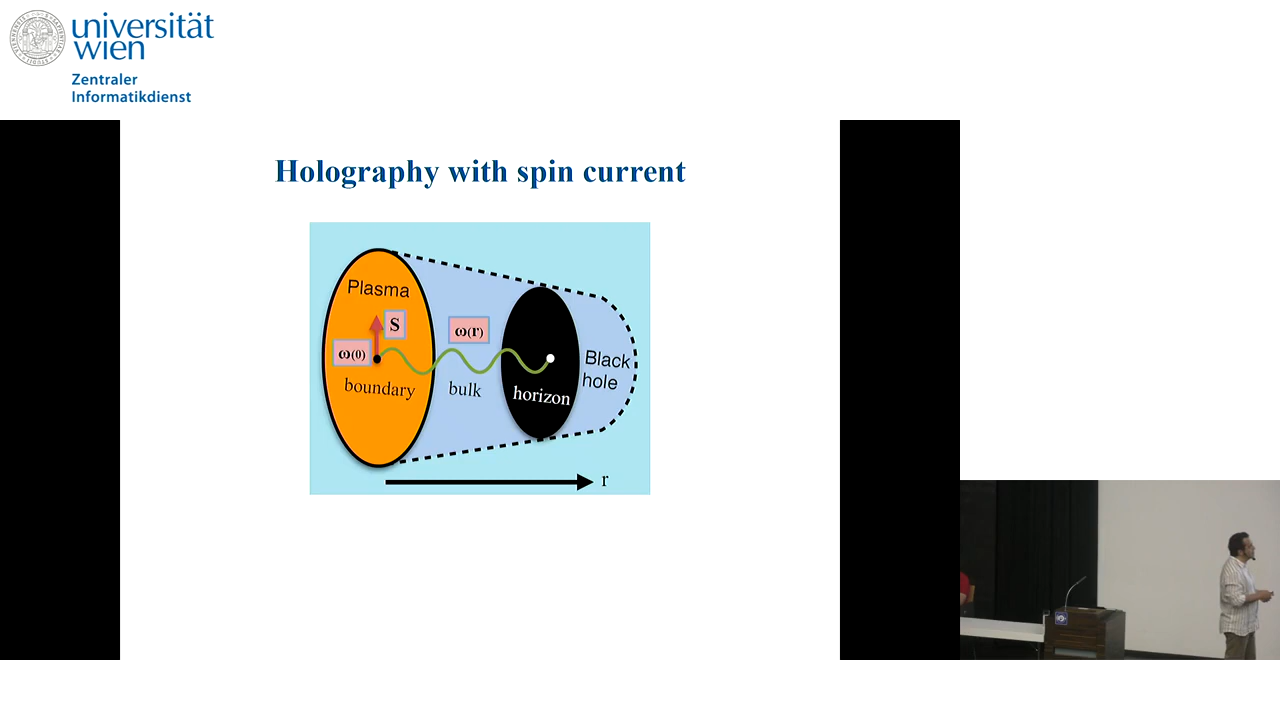 universität
wien
Zentraler
Informatikdienst
Holography with spin current
Plasma
S
ω(r)
ω(0)
boundary
bulk
horizon
Black
hole
r